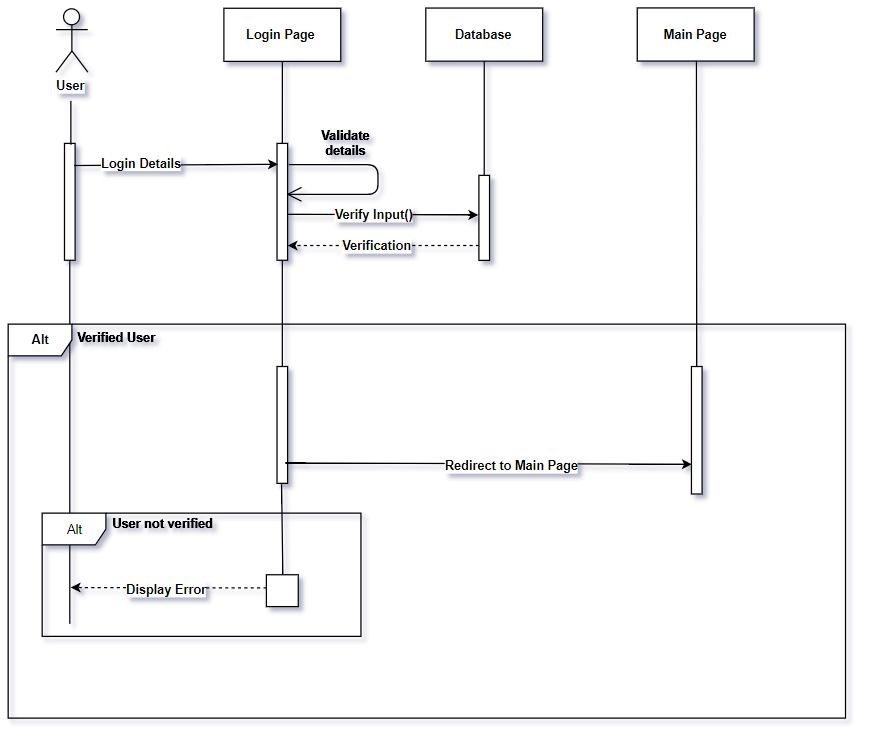 Login Page
Database
Main Page
User
Validate
details
Login Details
Verify Input()
Verification
Alt
Verified User
Redirect to Main Page
Alt
User not verified
Display Error